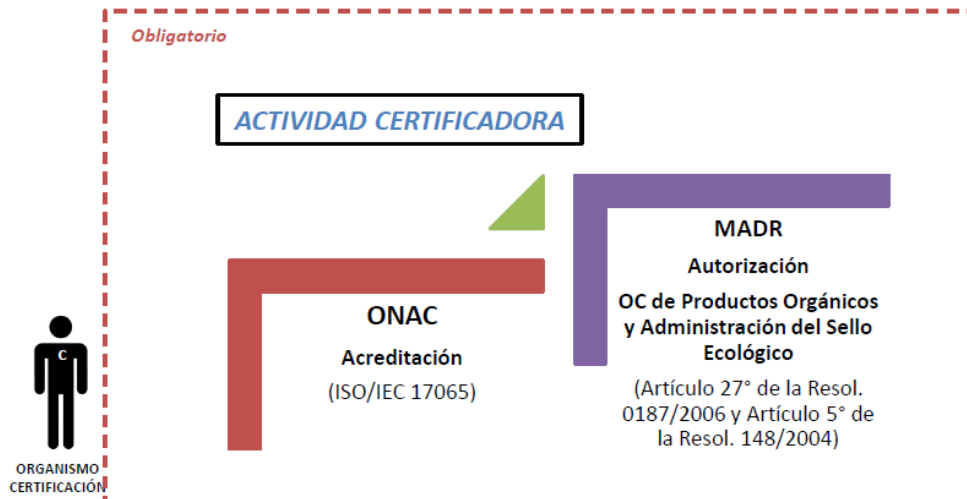 Obligatorio
ACTIVIDAD CERTIFICADORA
MADR
Autorización
OC de Productos Orgánicos
y Administración del Sello
Ecológico
(Artículo 27° de la Resol.
0187/2006 y Artículo 5° de
la Resol. 148/2004)
ONAC
Acreditación
(ISO/IEC 17065)
C
ORGANISMO
CERTIFICACIÓN